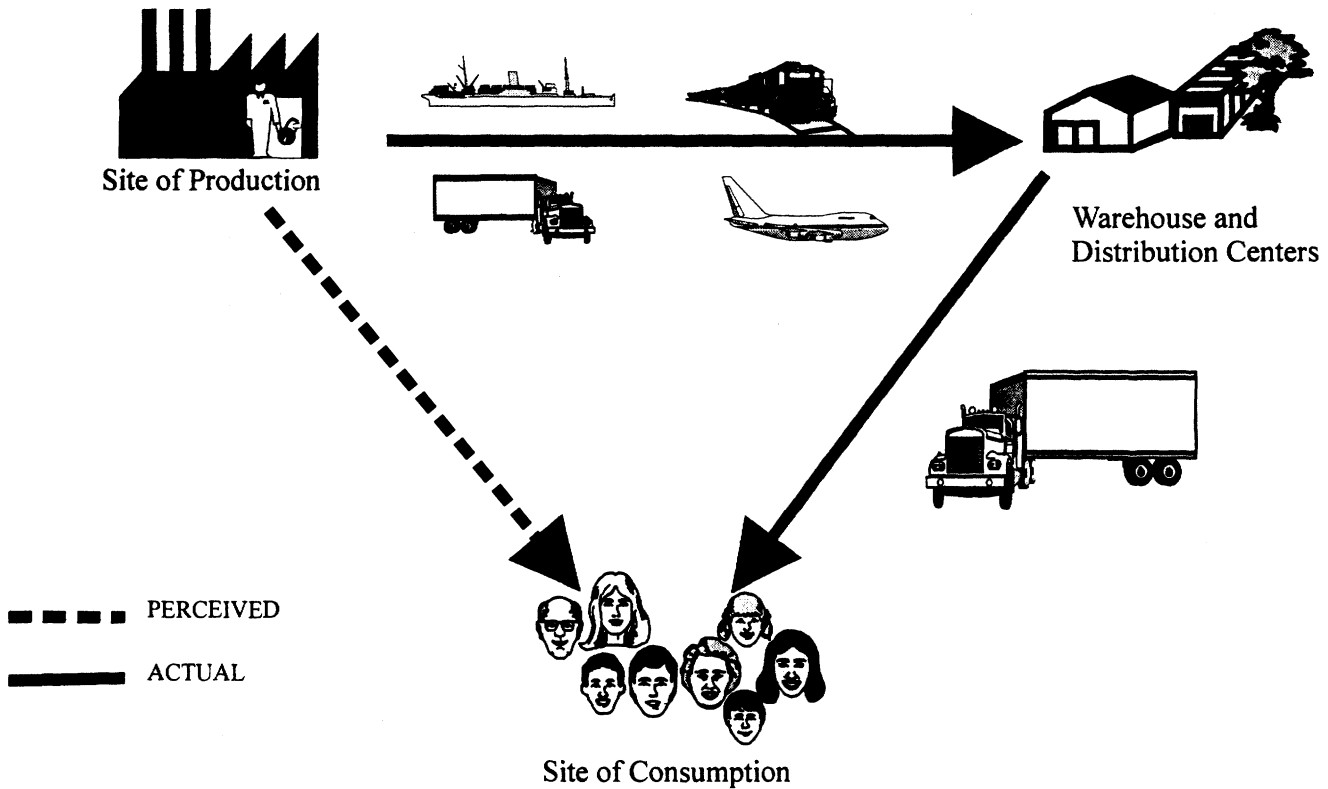 Site of Production
Warehouse and
Distribution Centers
PERCEIVED
ACTUAL
Site of Consumption